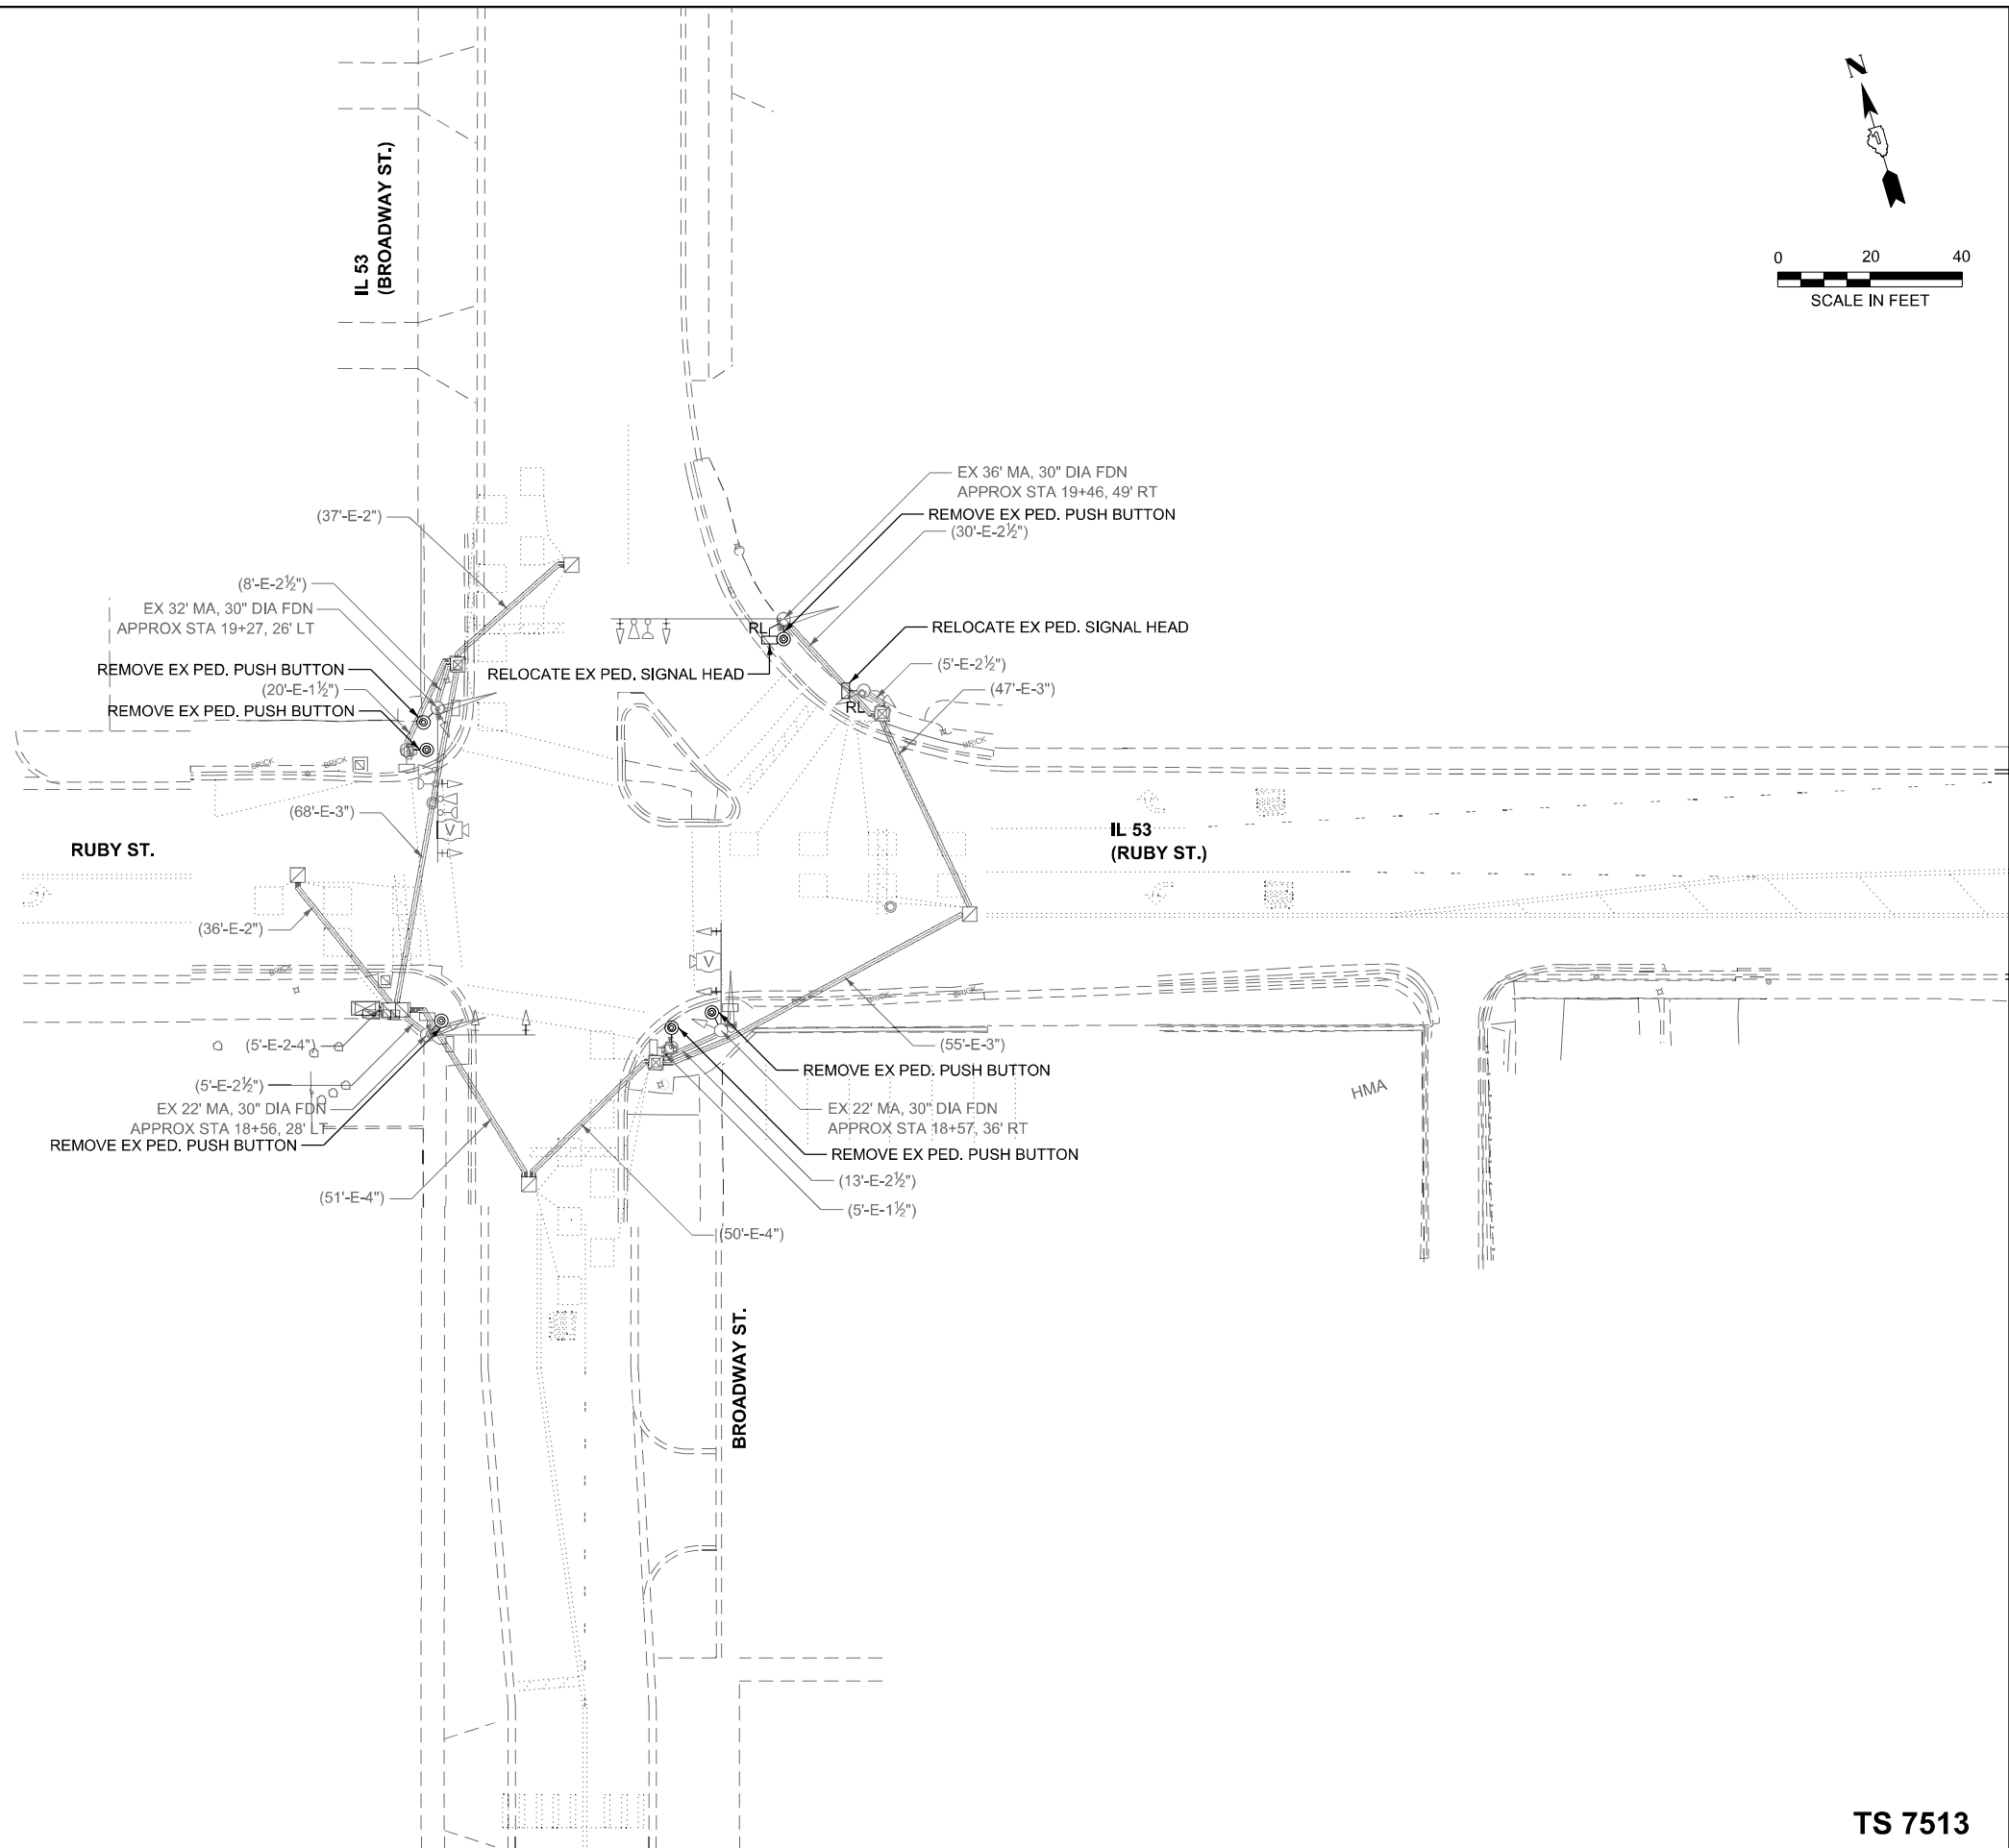 N
1
0 20 40
SCALE IN FEET
IL 53
(BROADWAY ST.)
EX 36' MA, 30" DIA FDN
APPROX STA 19+46, 49' RT
REMOVE EX PED. PUSH BUTTON
(30'-E-2½")
(37'-E-2")
(8'-E-2½")
EX 32' MA, 30" DIA FDN
APPROX STA 19+27, 26' LT
REMOVE EX PED. PUSH BUTTON
(20'-E-1½")
REMOVE EX PED. PUSH BUTTON
RL
RELOCATE EX PED. SIGNAL HEAD
RELOCATE EX PED. SIGNAL HEAD
(5'-E-2½")
(47'-E-3")
RL
BRICK
BRICK
BRICK
(68'-E-3")
V
RUBY ST.
IL 53
(RUBY ST.)
(36'-E-2")
V
BRICK
BRICK
BRICK
(5'-E-2-4")
(55'-E-3")
REMOVE EX PED. PUSH BUTTON
(5'-E-2½")
HMA
EX 22' MA, 30" DIA FDN
APPROX STA 18+56, 28' LT
REMOVE EX PED. PUSH BUTTON
EX 22' MA, 30" DIA FDN
APPROX STA 18+57, 36' RT
REMOVE EX PED. PUSH BUTTON
(13'-E-2½")
(51'-E-4")
(5'-E-1½")
(50'-E-4")
BROADWAY ST.
TS 7513